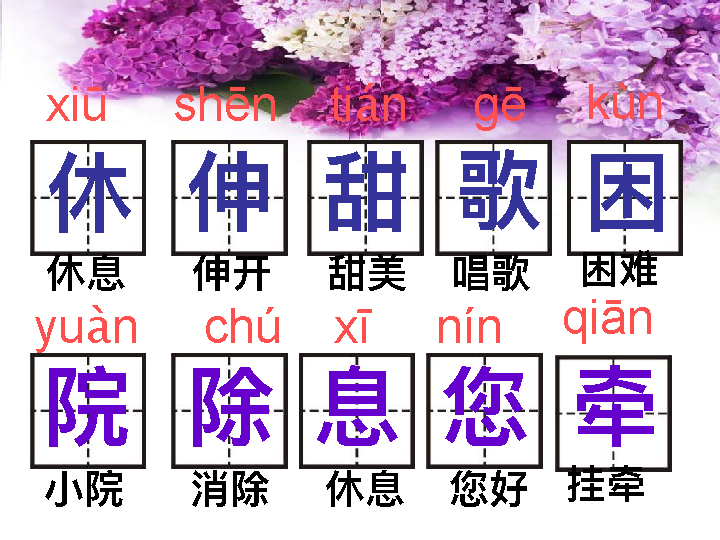 xiū shēn tián gē kùn
休 伸 甜 歌 困
休息 伸开 甜美 唱歌 困难
yuàn chú xī nín qiān
院 除 息 您 牵
小院 消除 休息 您好 挂牵